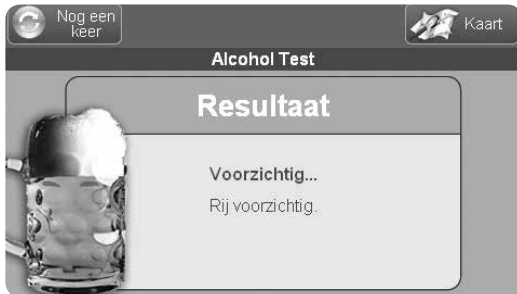 Nog een
keer
Kaart
Alcohol Test
Resultaat
Voorzichtig...
Rij voorzichtig.